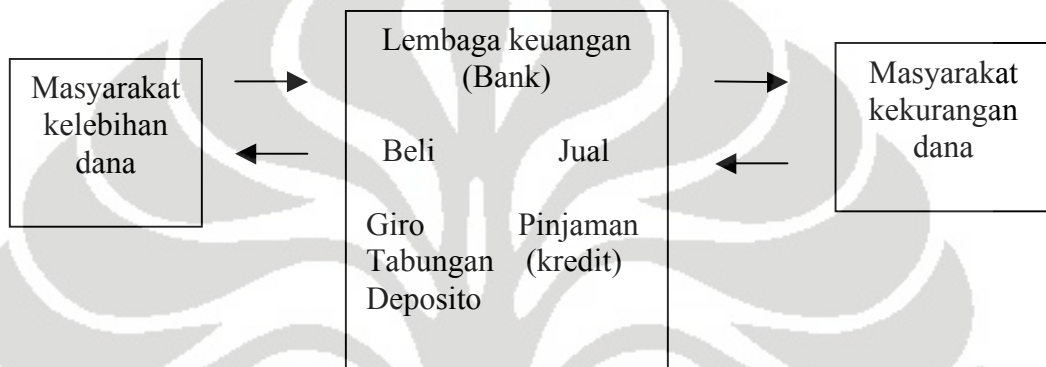 Masyarakat
kelebihan
dana
Lembaga keuangan
(Bank)
Beli Jual
Giro Pinjaman
Tabungan (kredit)
Deposito
Masyarakat
kekurangan
dana